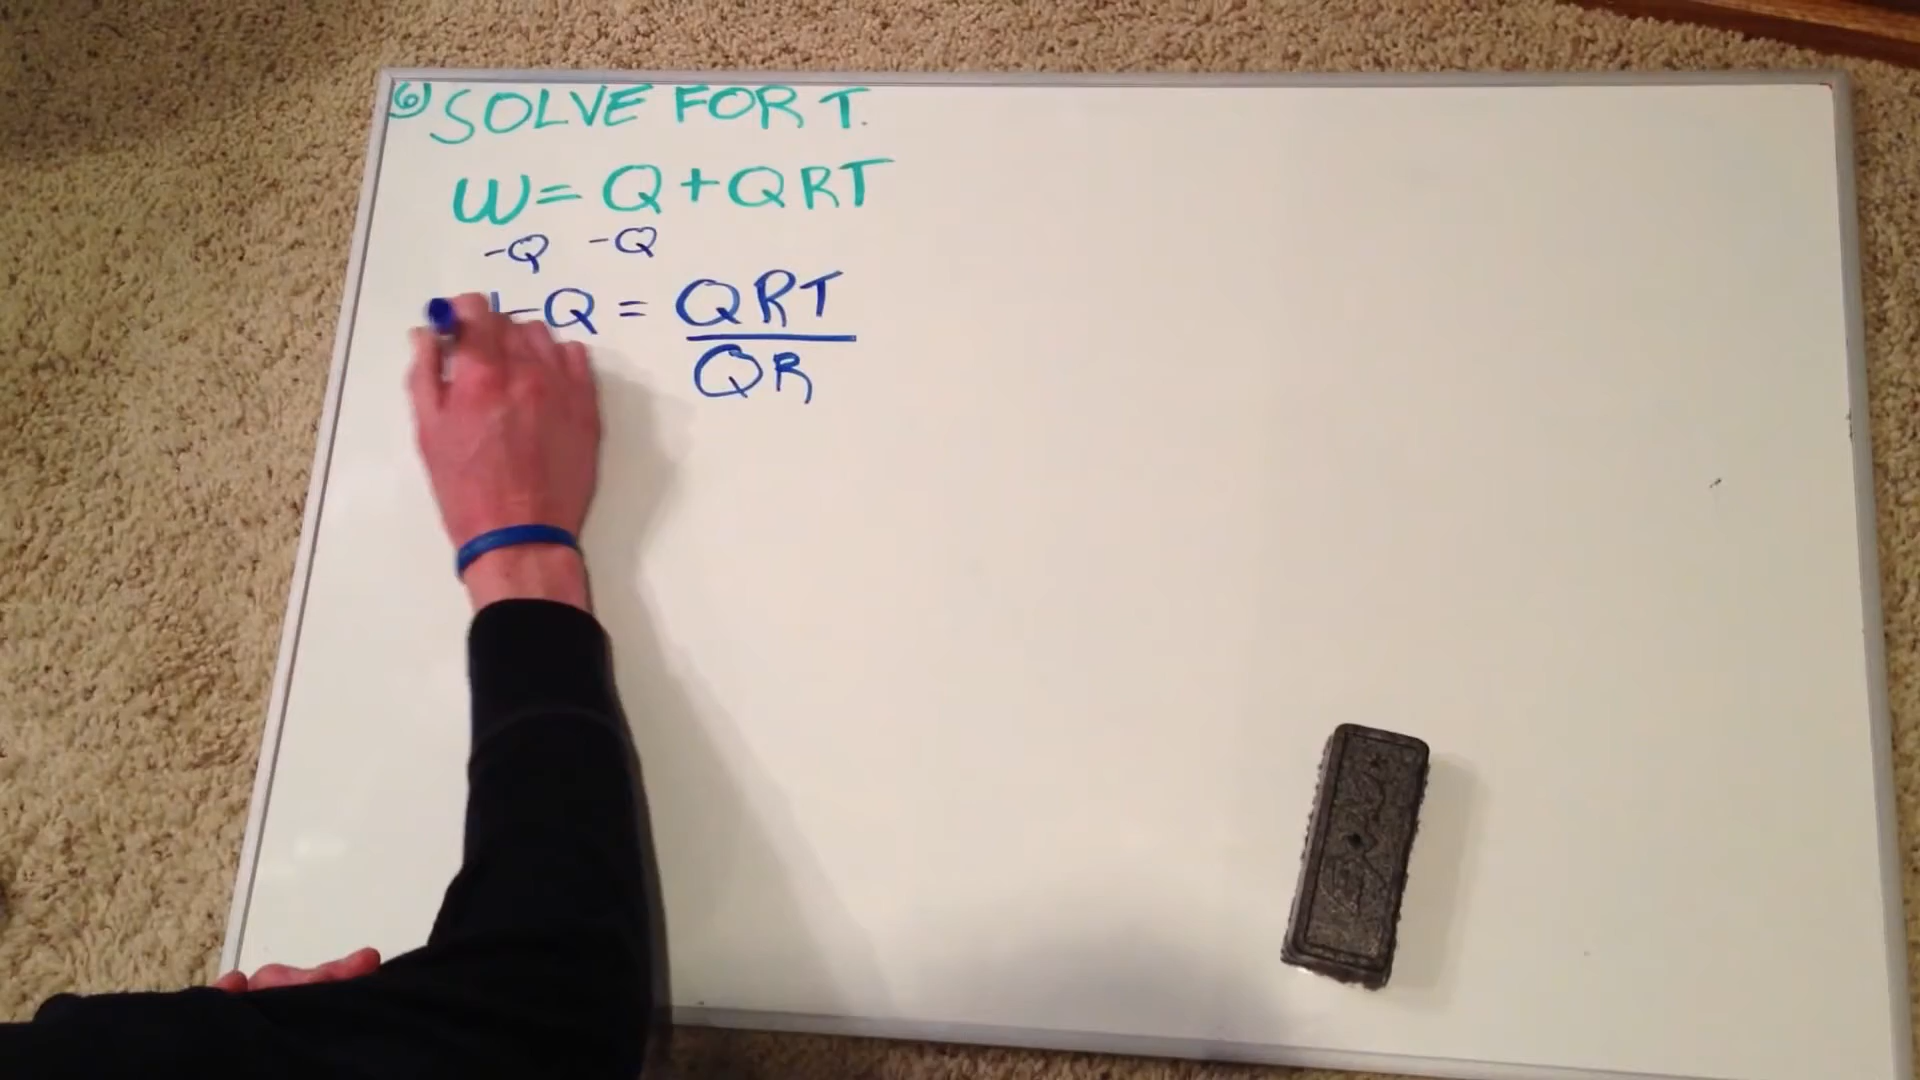 6) SOLVE FOR T.
W = Q + QRT
-Q -Q
-Q = QRT
QR